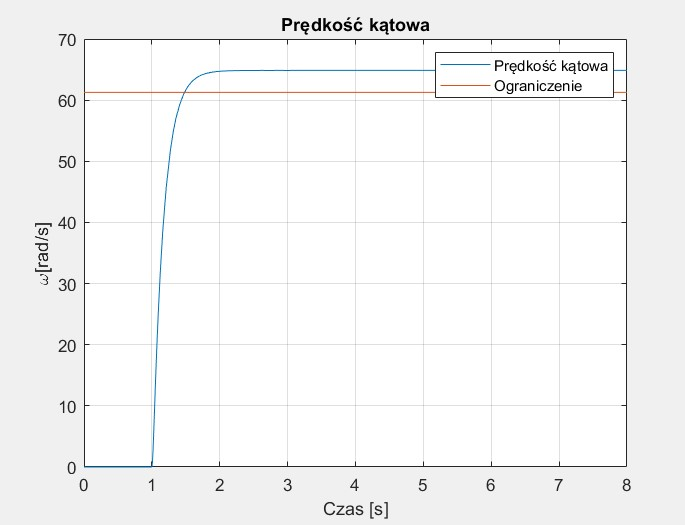 Prędkość kątowa
70
60
50
40
30
20
10
0
ω[rad/s]
Prędkość kątowa
Ograniczenie
0 1 2 3 4 5 6 7 8
Czas [s]